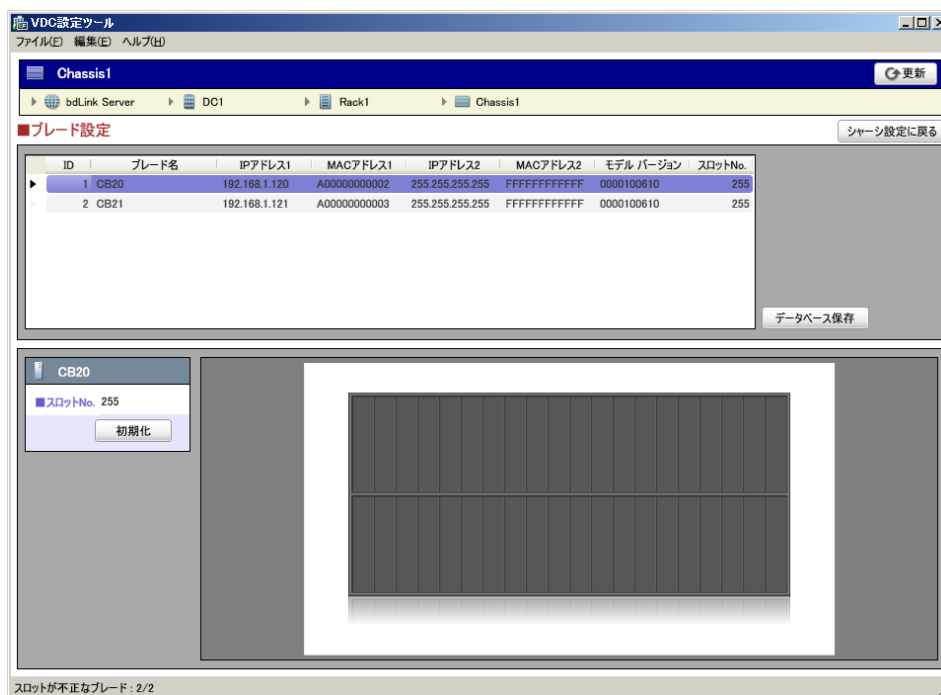 VDC設定ツール
ファイル(F) 編集(E) ヘルプ(H)
Chassis1 更新
bdLink Server DC1 Rack1 Chassis1
■ブレード設定 シャーシ設定に戻る
ID ブレード名 IPアドレス1 MACアドレス1 IPアドレス2 MACアドレス2 モデル バージョン スロットNo.
1 CB20 192.168.1.120 A00000000002 255.255.255.255 FFFFFFFFFFFF 0000100610 255
2 CB21 192.168.1.121 A00000000003 255.255.255.255 FFFFFFFFFFFF 0000100610 255
データベース保存
CB20
■スロットNo. 255
初期化
スロットが不正なブレード : 2/2